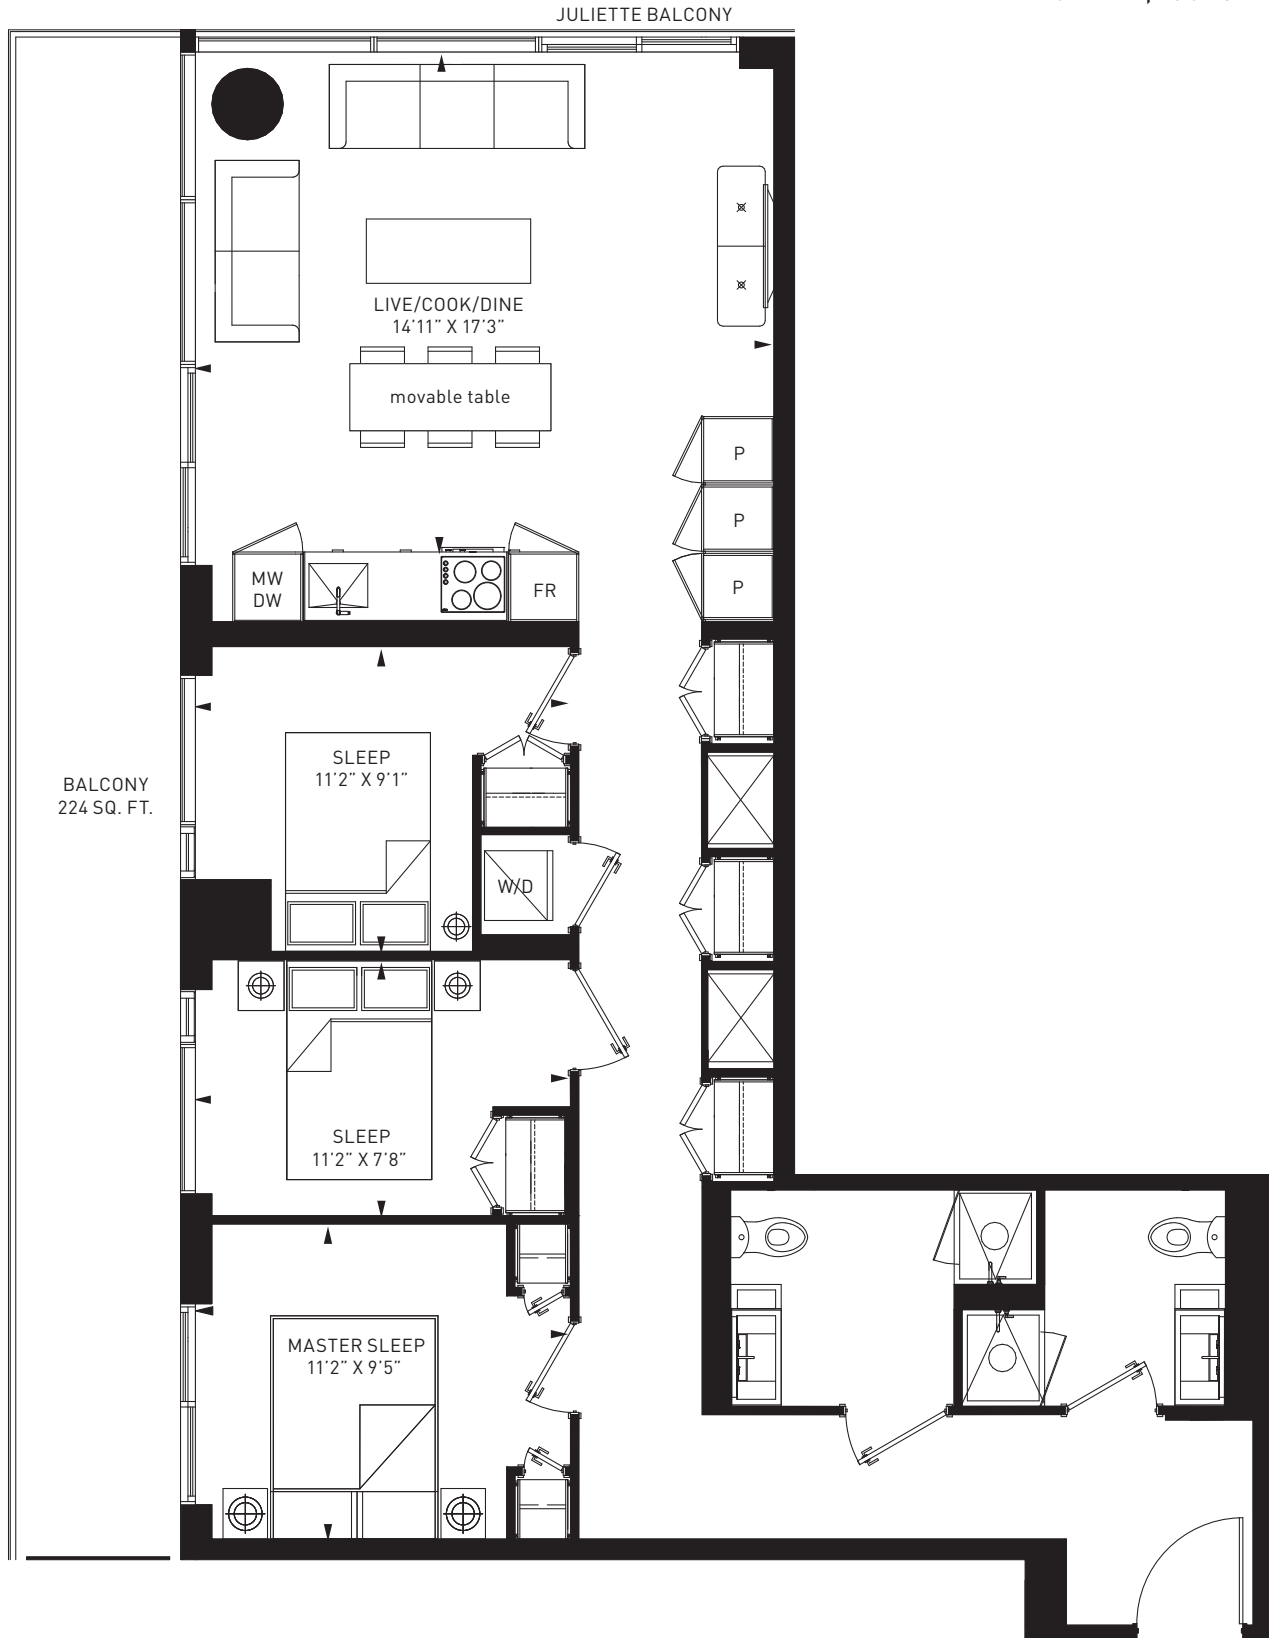 JULIETTE BALCONY
LIVE/COOK/DINE
14'11" X 17'3"
movable table
P
P
P
MW
DW
FR
SLEEP
11'2" X 9'1"
BALCONY
224 SQ. FT.
W/D
SLEEP
11'2" X 7'8"
MASTER SLEEP
11'2" X 9'5"